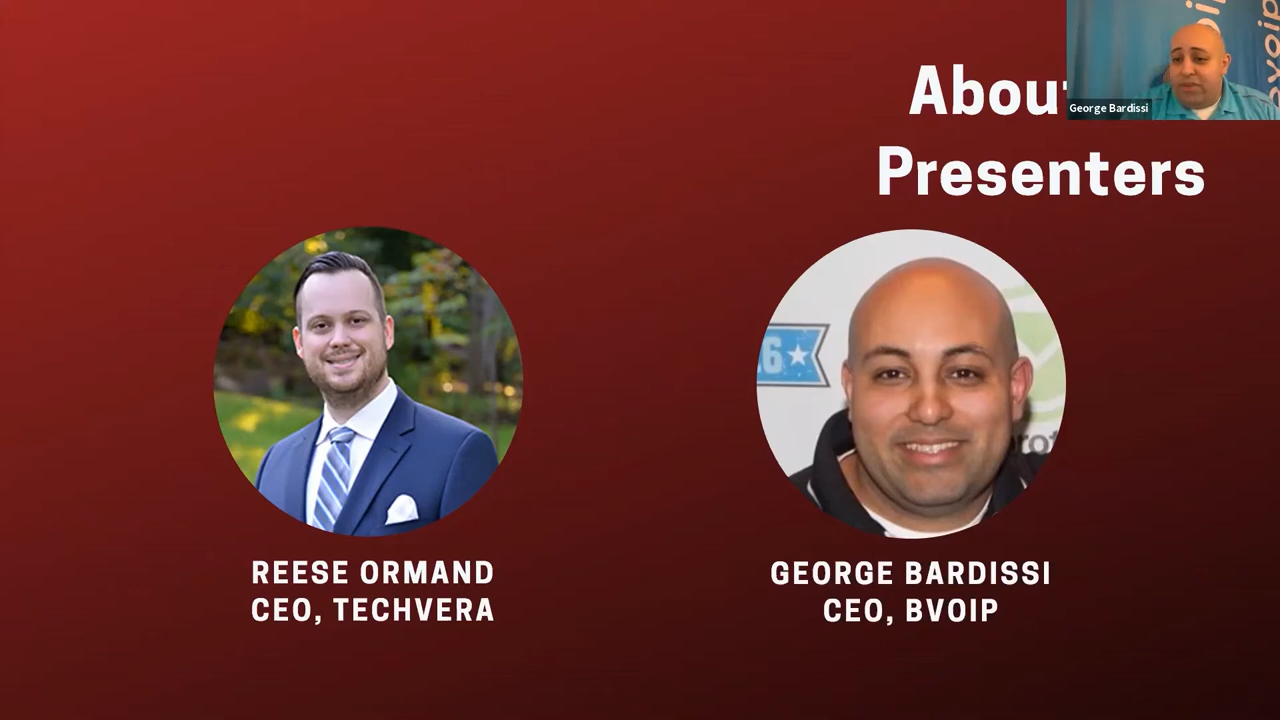 About
Presenters
George Bardissi
REESE ORMAND
CEO, TECHVERA
GEORGE BARDISSI
CEO, BVOIP